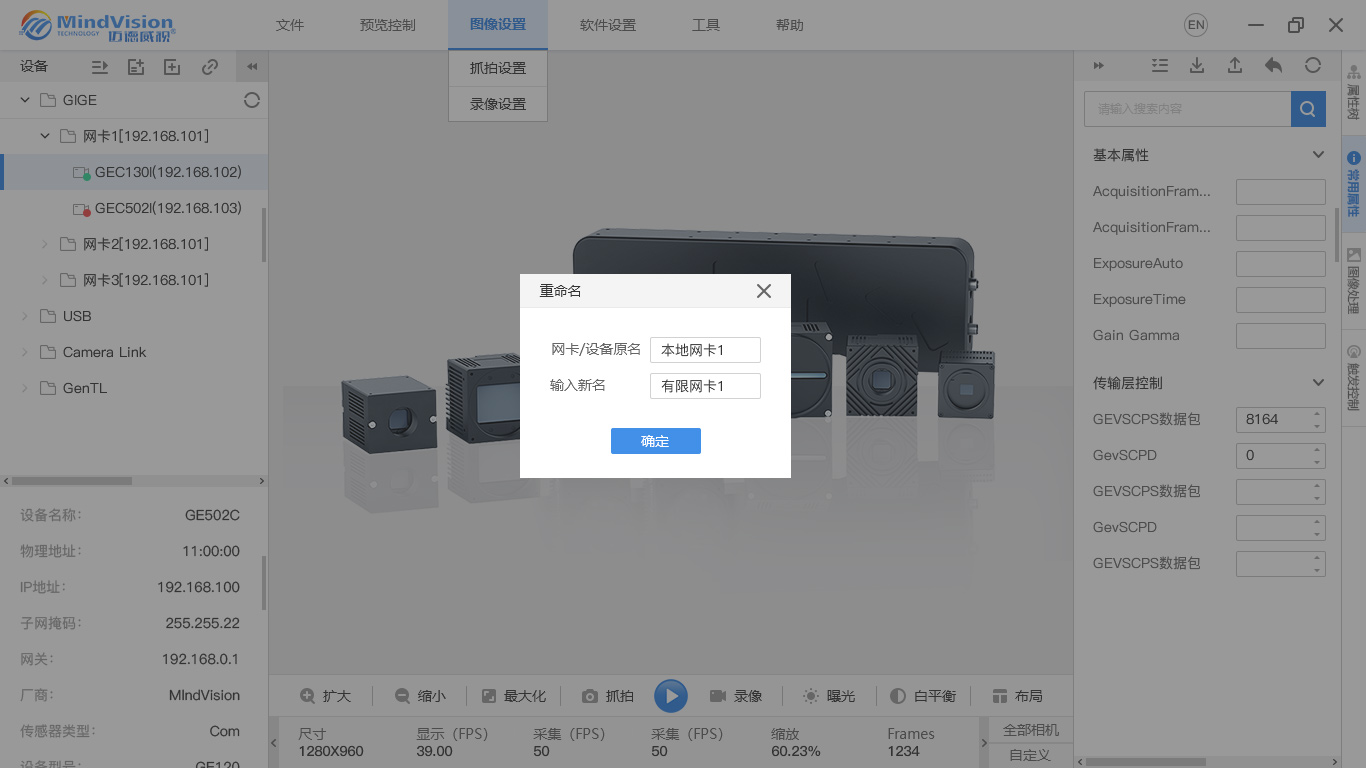 MindVision
TECHNOLOGY 迈德威视®
文件
预览控制
图像设置
软件设置
工具
帮助
EN
抓拍设置
录像设置
设备
GIGE
网卡1[192.168.101]
GEC130I(192.168.102)
GEC502I(192.168.103)
网卡2[192.168.101]
网卡3[192.168.101]
USB
Camera Link
GenTL
设备名称: GE502C
物理地址: 11:00:00
IP地址: 192.168.100
子网掩码: 255.255.22
网关: 192.168.0.1
厂商: MIndVision
传感器类型: Com
设备型号: GE120
重命名
网卡/设备原名 本地网卡1
输入新名 有限网卡1
确定
扩大
缩小
最大化
抓拍
录像
曝光
白平衡
布局
尺寸
1280X960
显示（FPS）
39.00
采集（FPS）
50
采集（FPS）
50
缩放
60.23%
Frames
1234
全部相机
自定义
请输入搜索内容
基本属性
AcquisitionFram...
AcquisitionFram...
ExposureAuto
ExposureTime
Gain Gamma
传输层控制
GEVSCPS数据包 8164
GevSCPD 0
GEVSCPS数据包
GevSCPD
GEVSCPS数据包
属性树
常用属性
图像处理
触发控制